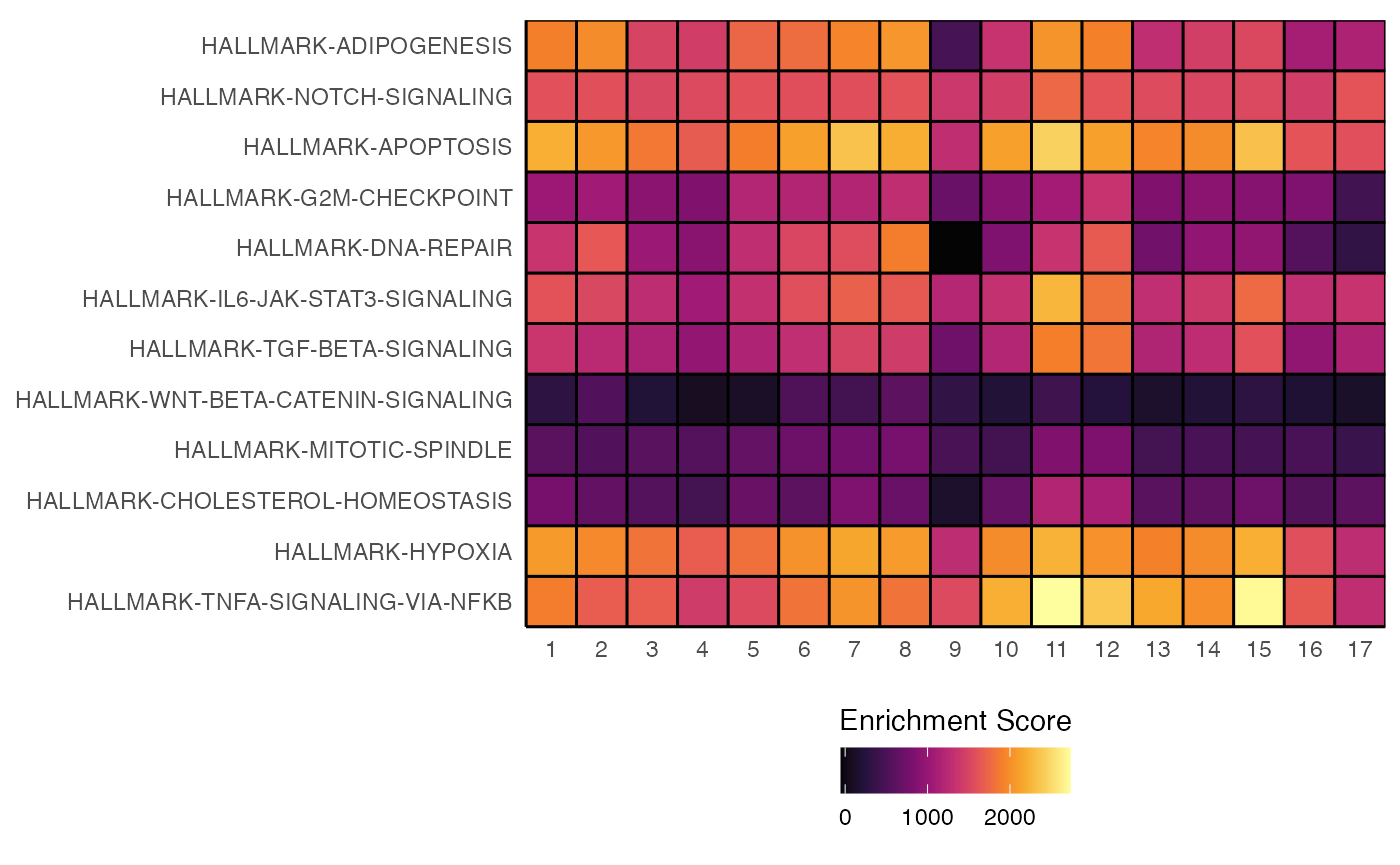 HALLMARK-ADIPOGENESIS
HALLMARK-NOTCH-SIGNALING
HALLMARK-APOPTOSIS
HALLMARK-G2M-CHECKPOINT
HALLMARK-DNA-REPAIR
HALLMARK-IL6-JAK-STAT3-SIGNALING
HALLMARK-TGF-BETA-SIGNALING
HALLMARK-WNT-BETA-CATENIN-SIGNALING
HALLMARK-MITOTIC-SPINDLE
HALLMARK-CHOLESTEROL-HOMEOSTASIS
HALLMARK-HYPOXIA
HALLMARK-TNFA-SIGNALING-VIA-NFKB
1 2 3 4 5 6 7 8 9 10 11 12 13 14 15 16 17
Enrichment Score
0 1000 2000